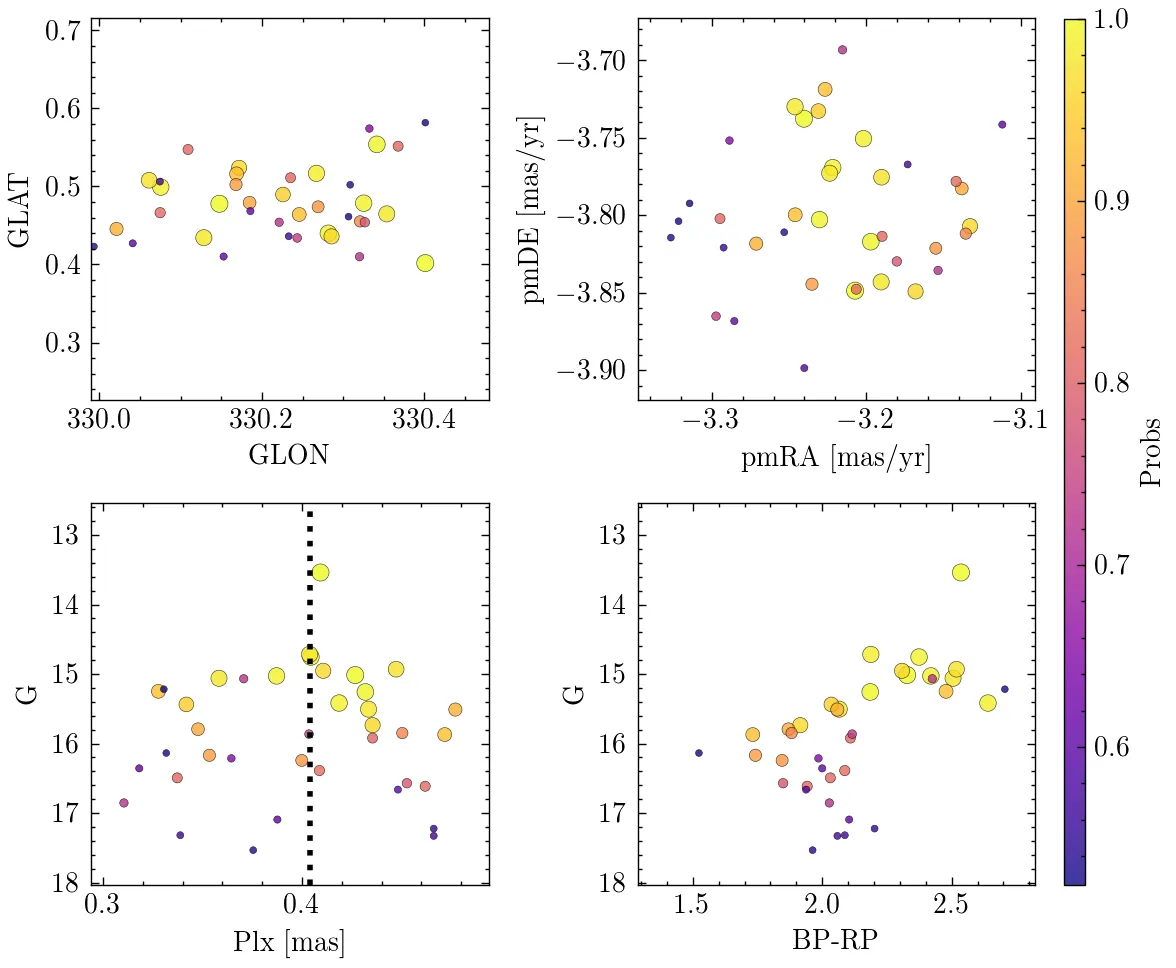 0.7
0.6
0.5
0.4
0.3
GLAT
330.0 330.2 330.4
GLON
−3.70
−3.75
−3.80
−3.85
−3.90
pmDE [mas/yr]
−3.3 −3.2 −3.1
pmRA [mas/yr]
1.0
0.9
0.8
0.7
0.6
Probs
13
14
15
16
17
18
G
0.3 0.4
Plx [mas]
13
14
15
16
17
18
G
1.5 2.0 2.5
BP-RP